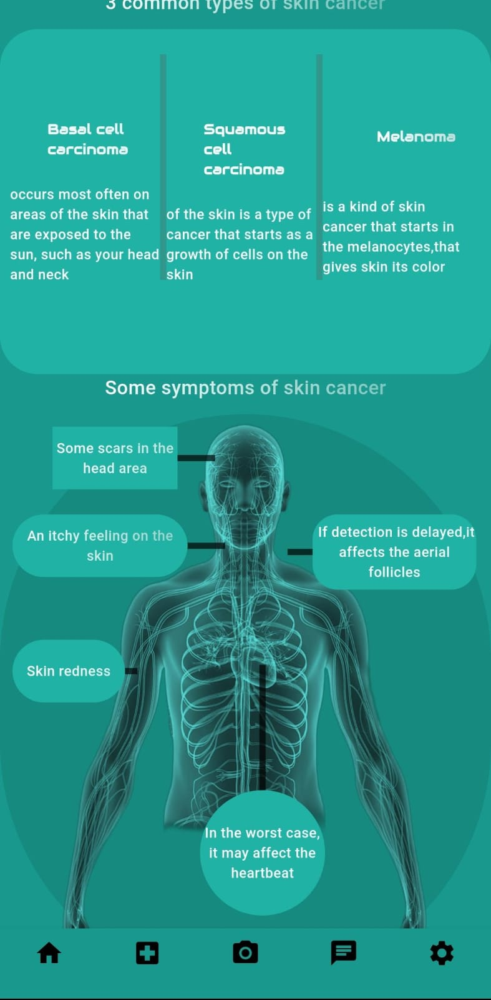 3 common types of skin cancer
Basal cell
carcinoma
occurs most often on
areas of the skin that
are exposed to the
sun, such as your head
and neck
Squamous
cell
carcinoma
of the skin is a type of
cancer that starts as a
growth of cells on the
skin
Melanoma
is a kind of skin
cancer that starts in
the melanocytes,that
gives skin its color
Some symptoms of skin cancer
Some scars in the
head area
An itchy feeling on the
skin
If detection is delayed,it
affects the aerial
follicles
Skin redness
In the worst case,
it may affect the
heartbeat